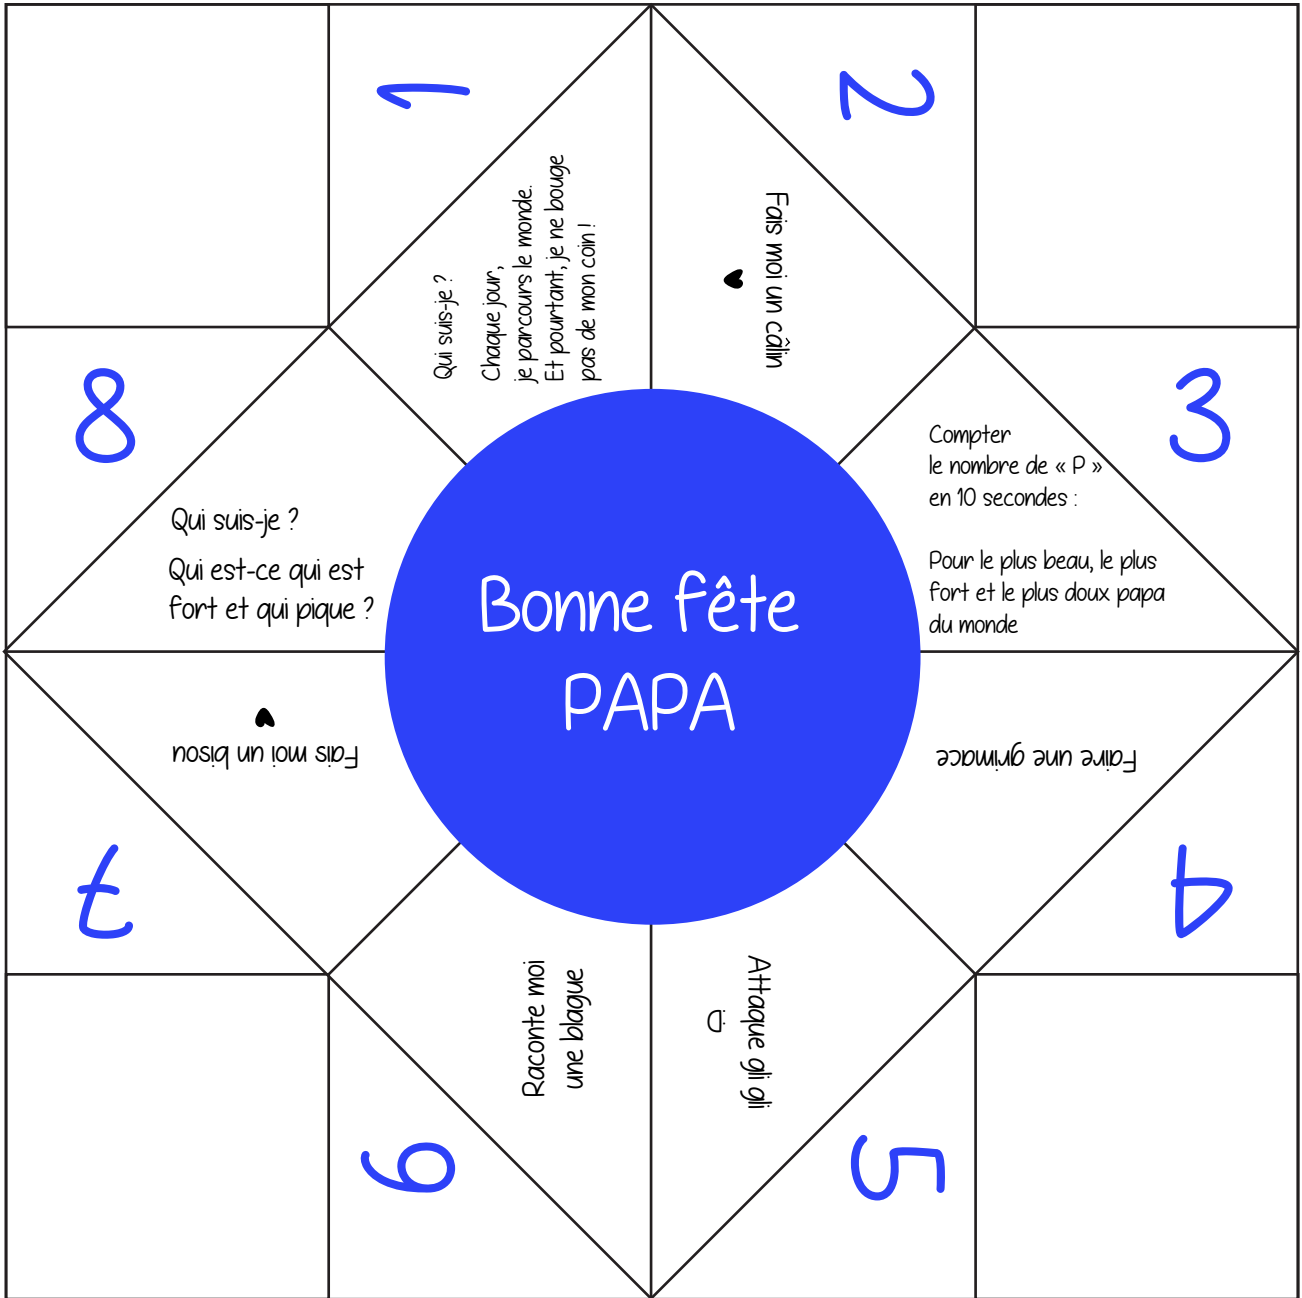 1
2
Qui suis-je ?
Chaque jour,
je parcours le monde.
Et pourtant, je ne bouge
pas de mon coin !
Fais moi un câlin
8
3
Qui suis-je ?
Qui est-ce qui est
fort et qui pique ?
Compter
le nombre de « P »
en 10 secondes :
Pour le plus beau, le plus
fort et le plus doux papa
du monde
Bonne fête
PAPA
Fais moi un bisou
Faire une grimace
7
4
Raconte moi
une blague
Attaque gli gli
:D
6
5